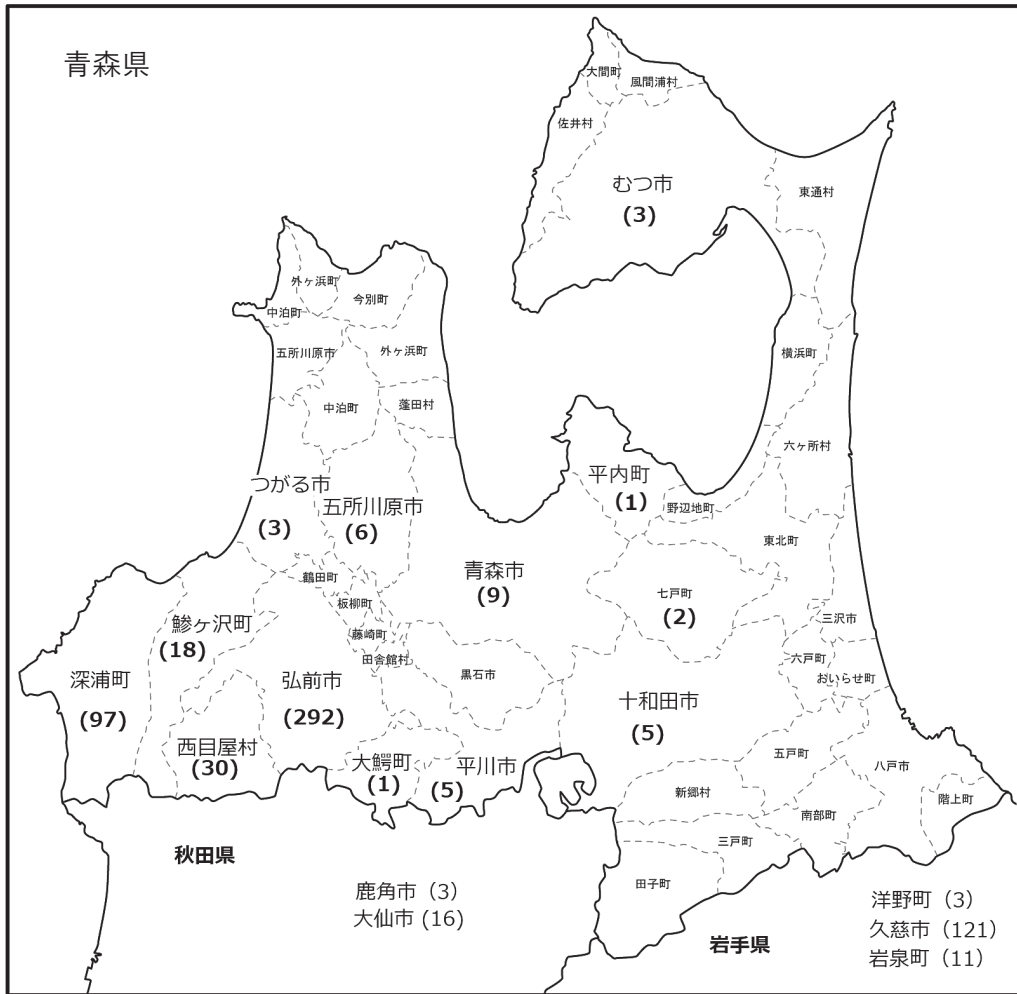 青森県
大間町
風間浦村
佐井村
むつ市
(3)
東通村
外ヶ浜町
今別町
中泊町
五所川原市
外ヶ浜町
横浜町
中泊町
蓬田村
六ヶ所村
つがる市
(3)
五所川原市
(6)
平内町
(1)
野辺地町
東北町
青森市
(9)
鶴田町
板柳町
七戸町
(2)
三沢市
鰺ヶ沢町
(18)
藤崎町
田舎館村
黒石市
六戸町
おいらせ町
深浦町
(97)
弘前市
(292)
十和田市
(5)
西目屋村
(30)
大鰐町
(1)
平川市
(5)
五戸町
八戸市
新郷村
南部町
階上町
三戸町
田子町
秋田県
鹿角市（3）
大仙市 (16)
岩手県
洋野町（3）
久慈市（121）
岩泉町（11）